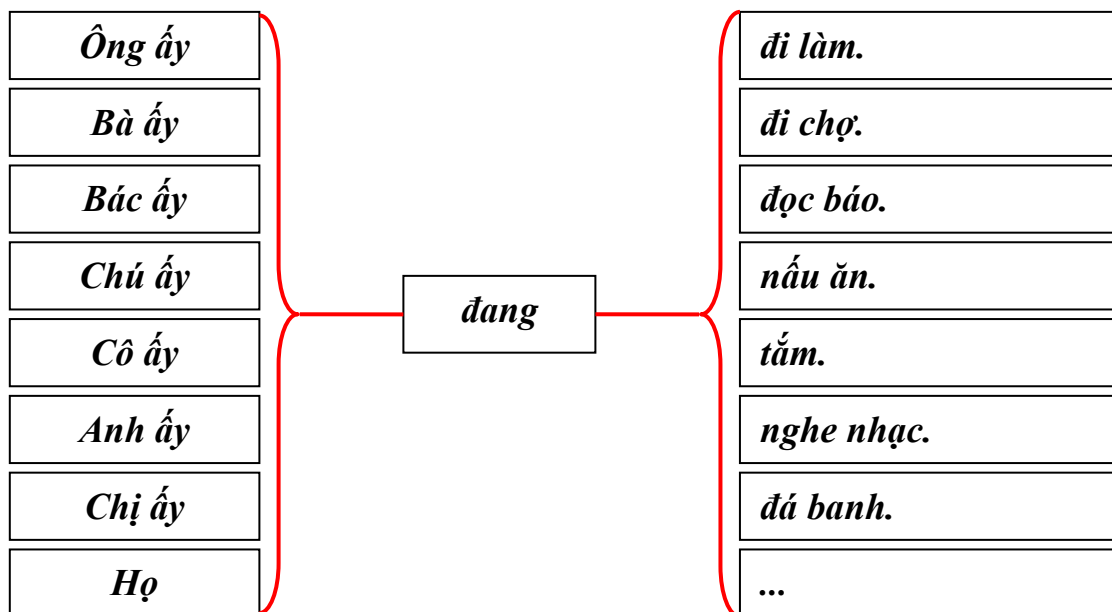 Ông ấy
Bà ấy
Bác ấy
Chú ấy
Cô ấy
Anh ấy
Chị ấy
Họ
đang
đi làm.
đi chợ.
đọc báo.
nấu ăn.
tắm.
nghe nhạc.
đá banh.
...